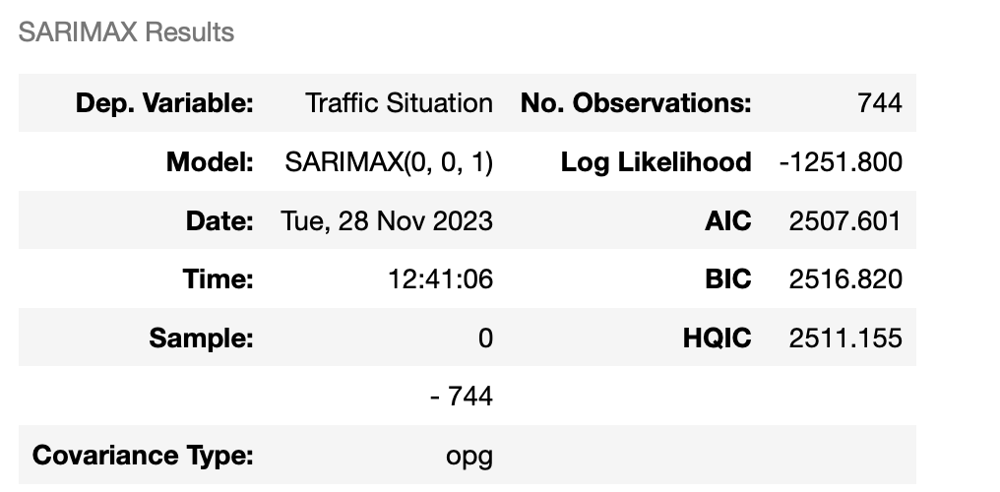 SARIMAX Results
Dep. Variable: Traffic Situation No. Observations: 744
Model: SARIMAX(0, 0, 1) Log Likelihood -1251.800
Date: Tue, 28 Nov 2023 AIC 2507.601
Time: 12:41:06 BIC 2516.820
Sample: 0 HQIC 2511.155
- 744
Covariance Type: opg